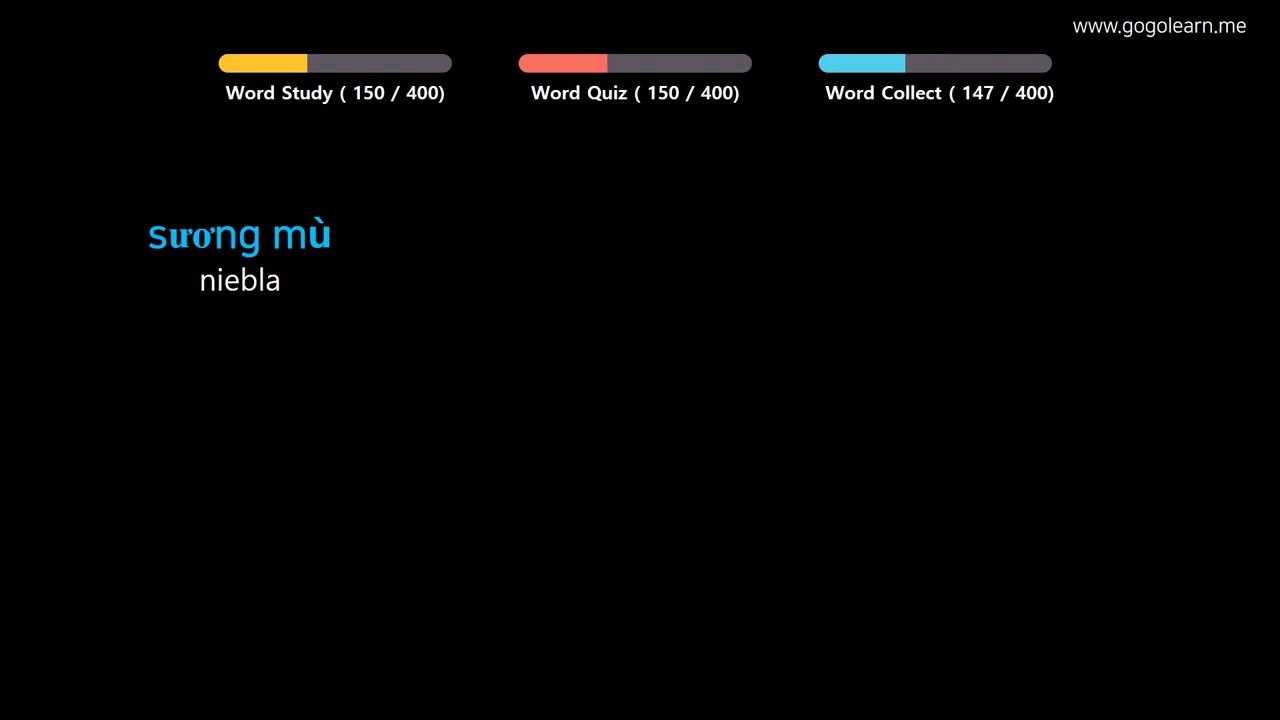 www.gogolearn.me
Word Study ( 150 / 400)
Word Quiz ( 150 / 400)
Word Collect ( 147 / 400)
sương mù
niebla